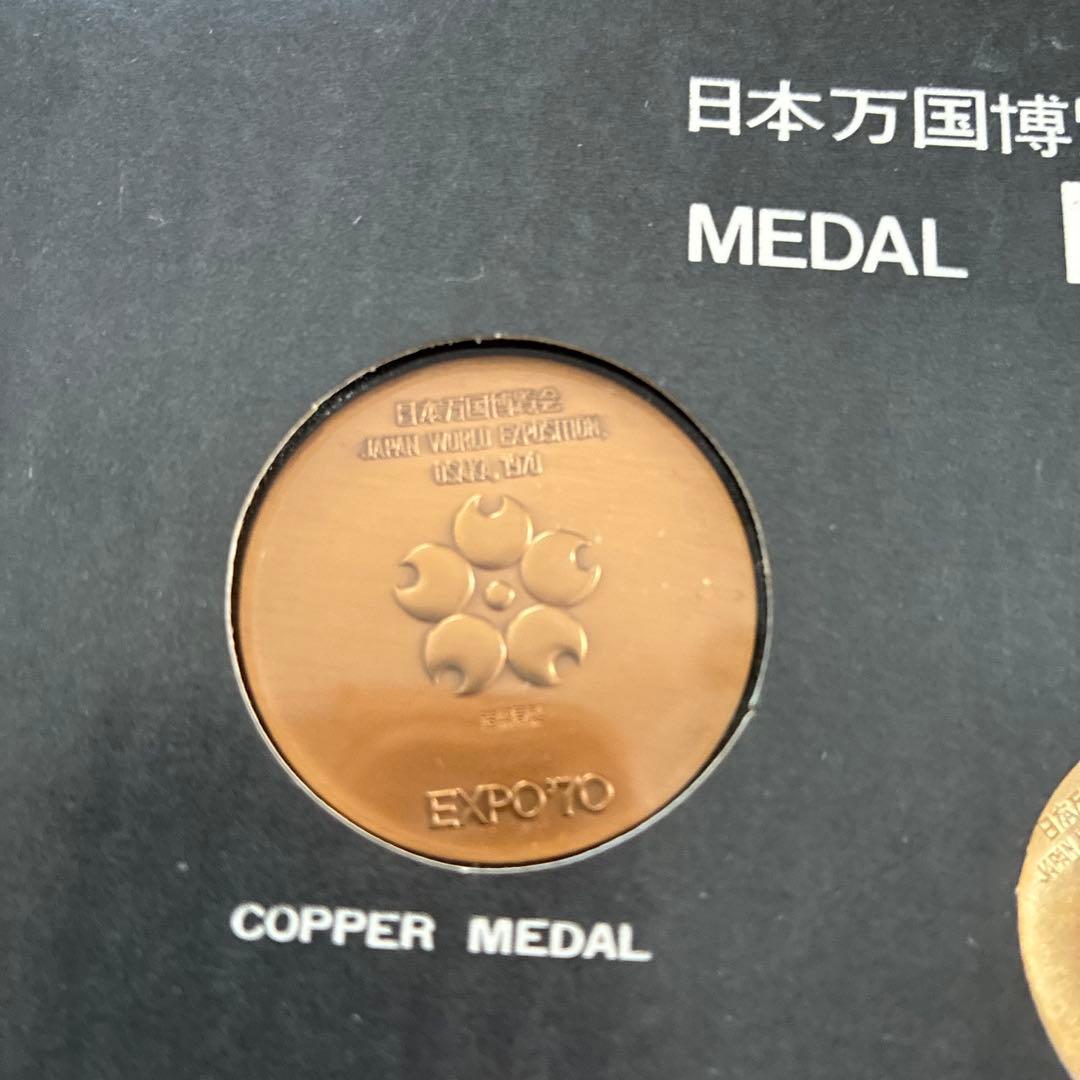 日本万国博
MEDAL
日本万国博覧会
JAPAN WORLD EXPOSITION,
OSAKA, 1970
EXPO'70
COPPER MEDAL
JAPAN